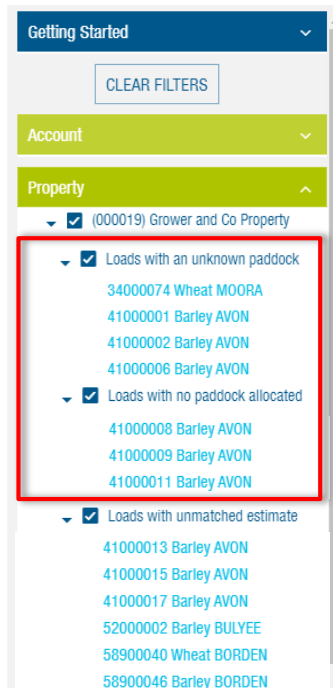 Getting Started
CLEAR FILTERS
Account
Property
(000019) Grower and Co Property
Loads with an unknown paddock
34000074 Wheat MOORA
41000001 Barley AVON
41000002 Barley AVON
41000006 Barley AVON
Loads with no paddock allocated
41000008 Barley AVON
41000009 Barley AVON
41000011 Barley AVON
Loads with unmatched estimate
41000013 Barley AVON
41000015 Barley AVON
41000017 Barley AVON
52000002 Barley BULYEE
58900040 Wheat BORDEN
58900046 Barley BORDEN